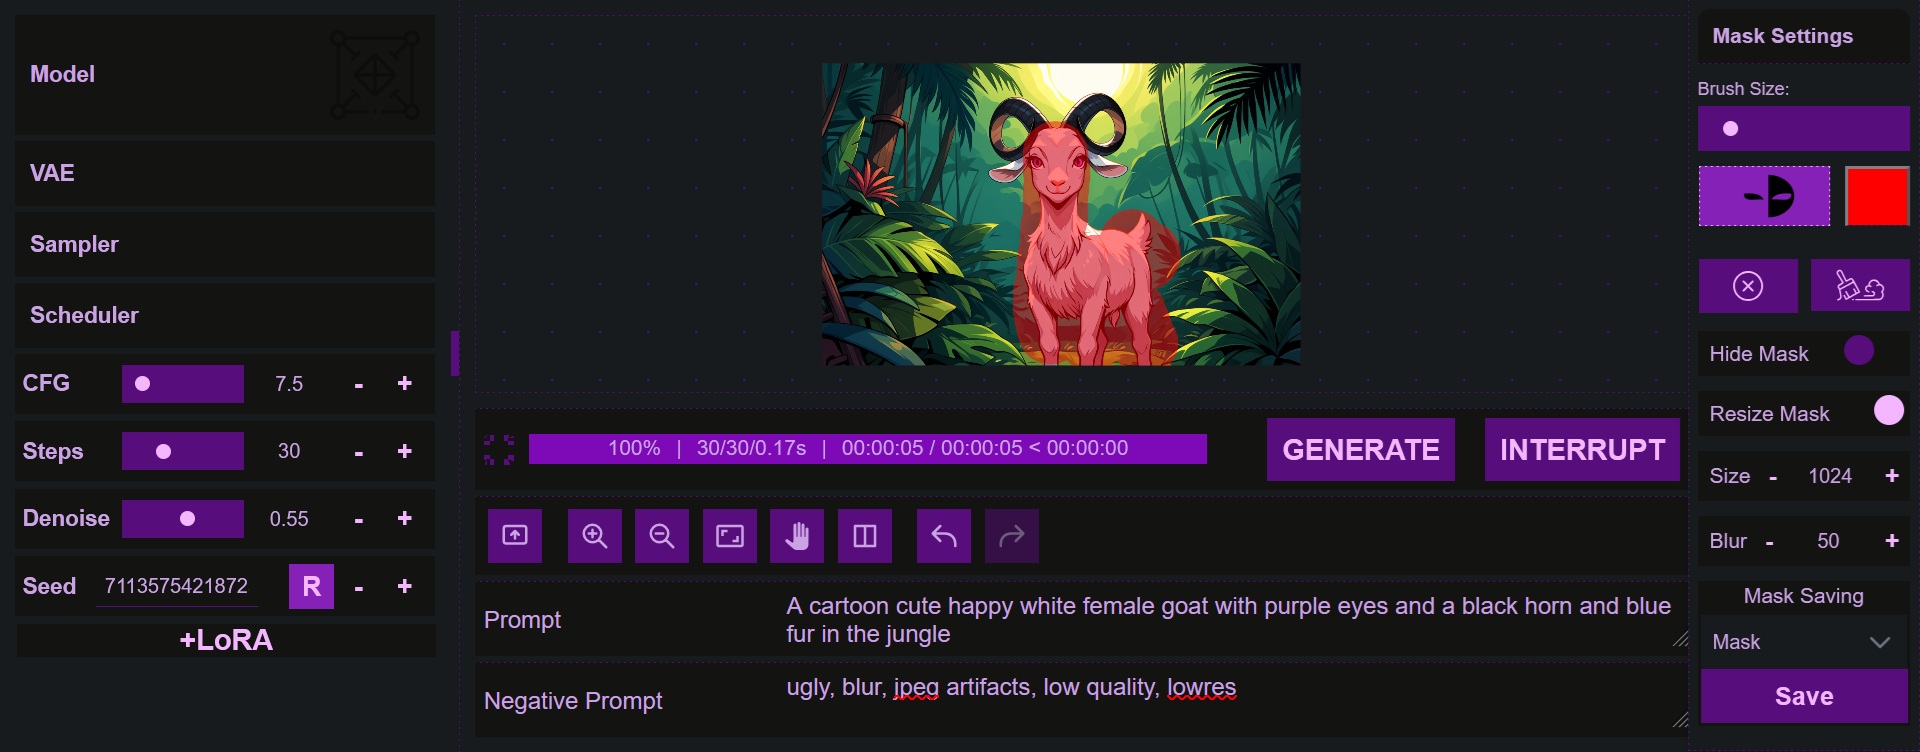 Model
VAE
Sampler
Scheduler
CFG 7.5 - +
Steps 30 - +
Denoise 0.55 - +
Seed 7113575421872 R - +
+LoRA
100% | 30/30/0.17s | 00:00:05 / 00:00:05 < 00:00:00
GENERATE INTERRUPT
Prompt
A cartoon cute happy white female goat with purple eyes and a black horn and blue
fur in the jungle
Negative Prompt
ugly, blur, jpeg artifacts, low quality, lowres
Mask Settings
Brush Size:
Hide Mask
Resize Mask
Size - 1024 +
Blur - 50 +
Mask Saving
Mask
Save